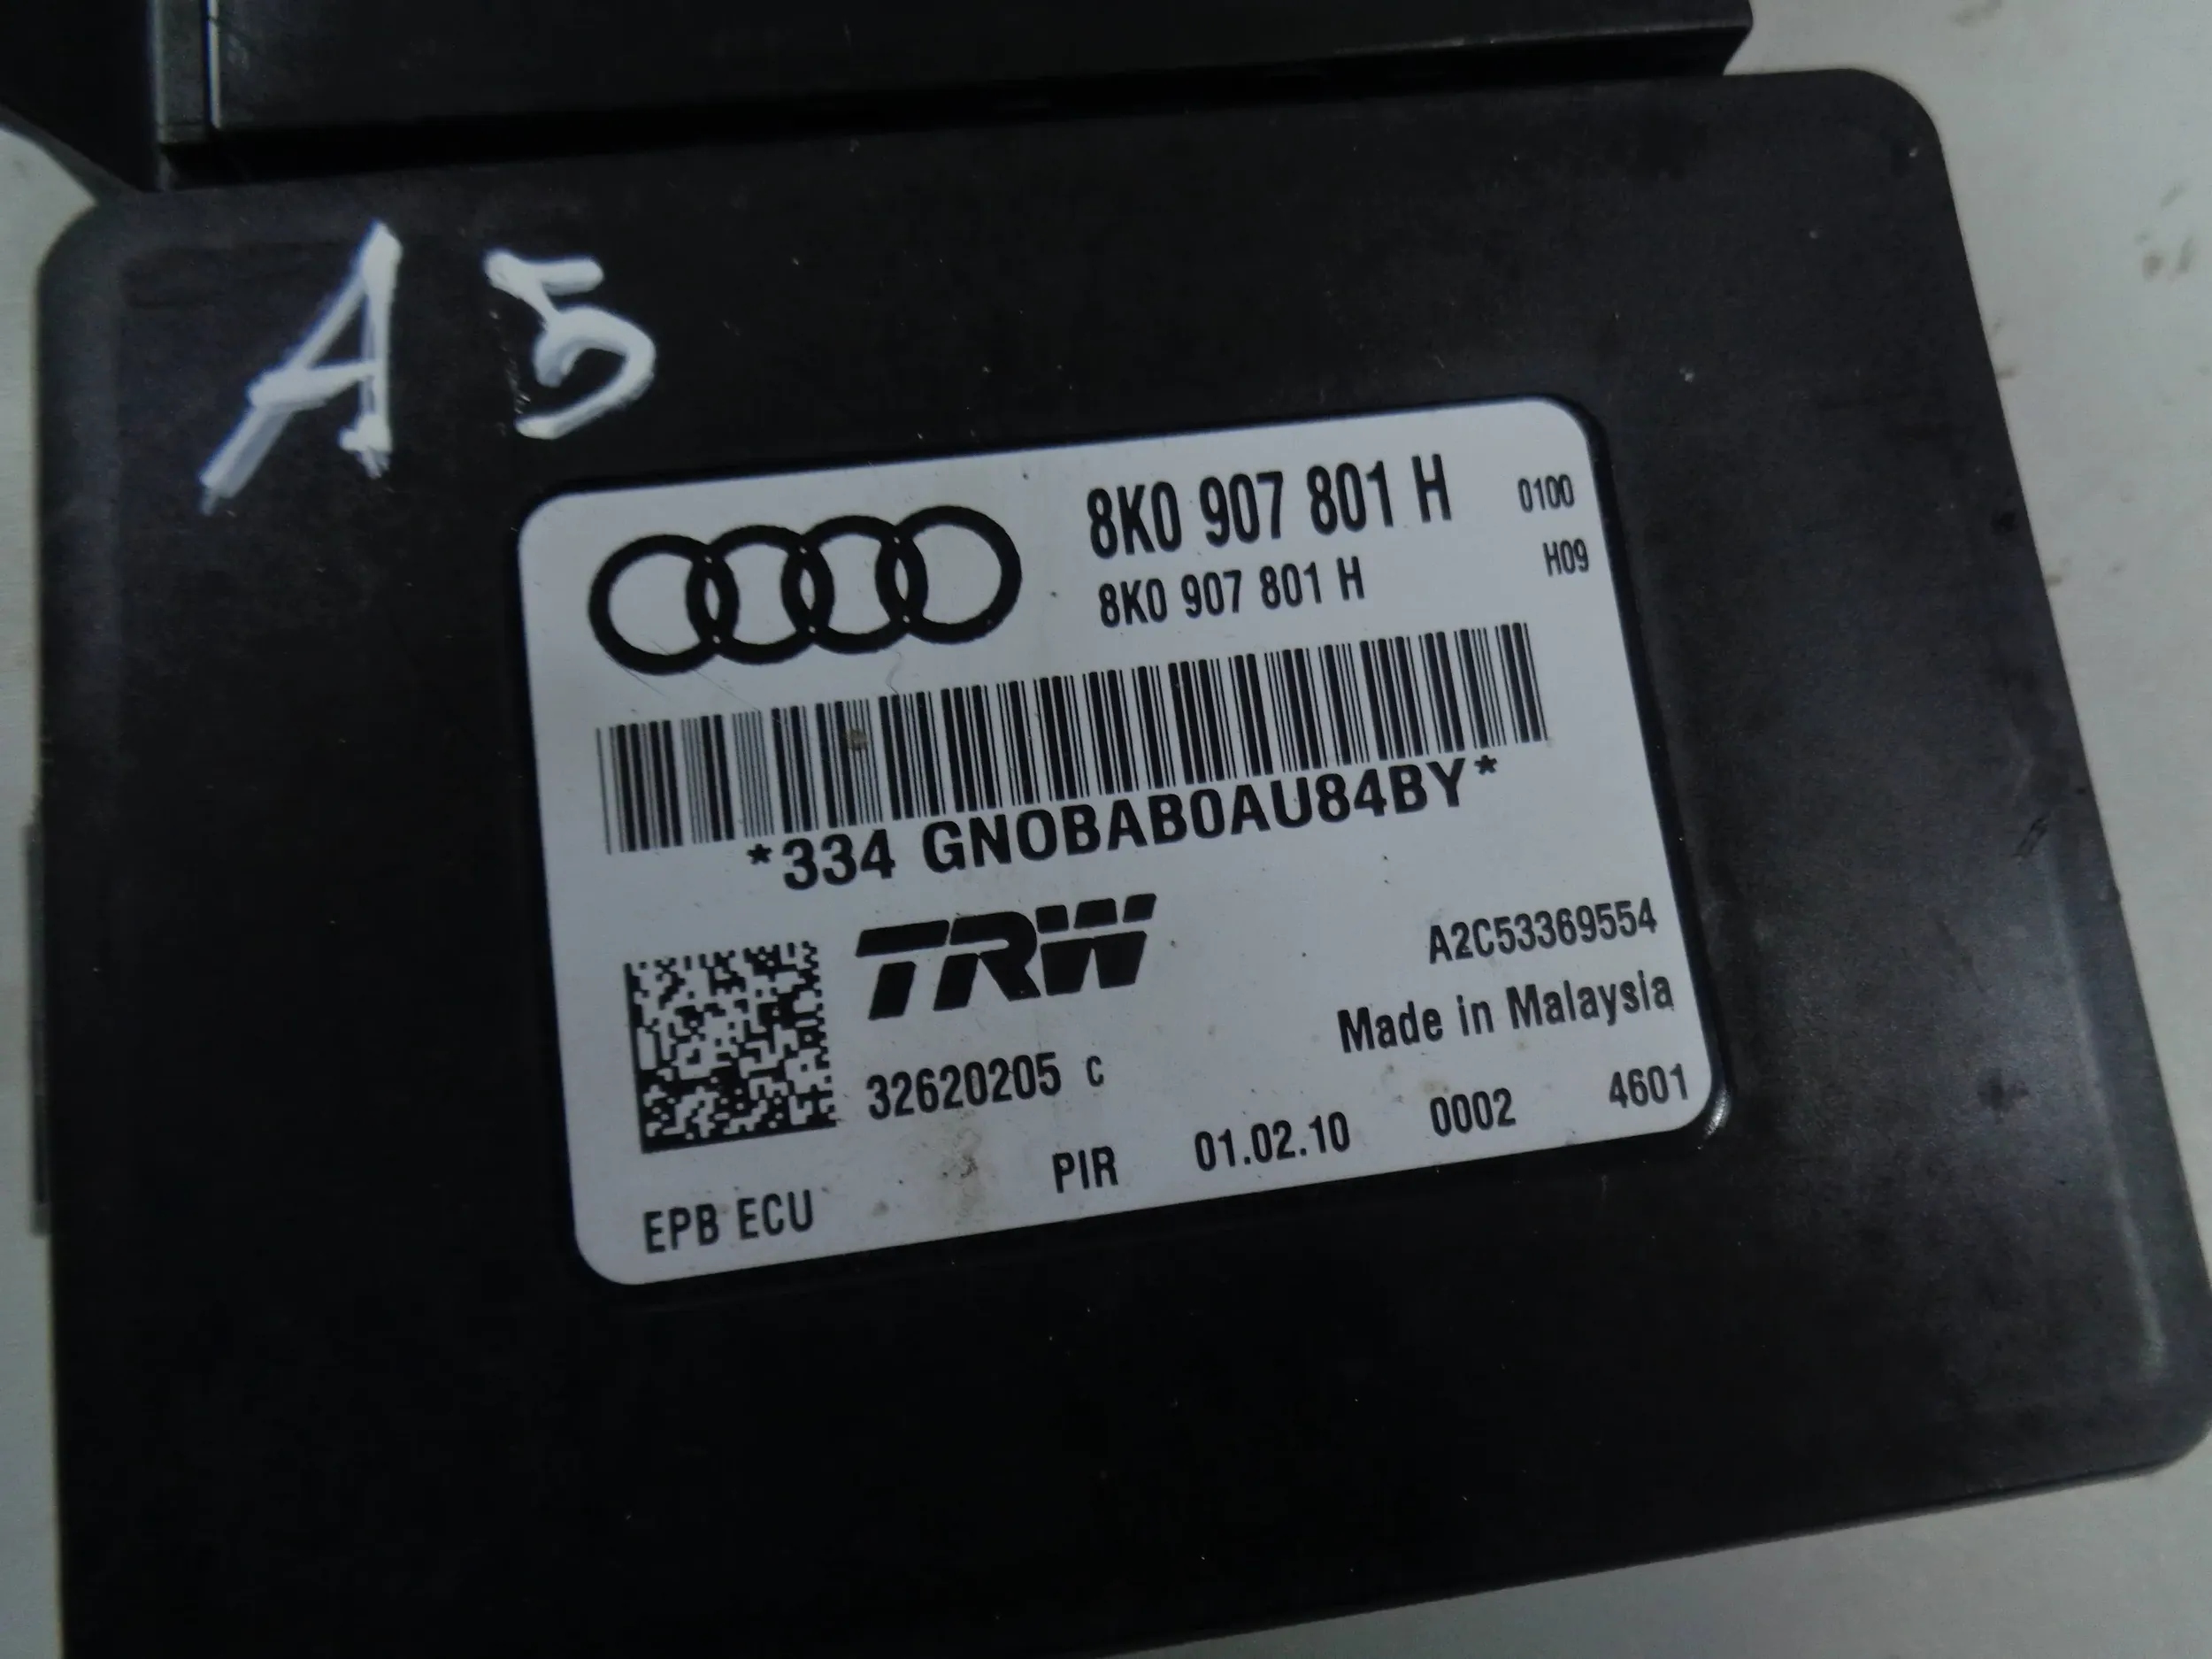 A5
8K0 907 801 H 0100
8K0 907 801 H H09
*334 GN0BAB0AU84BY*
TRW A2C53369554
Made in Malaysia
32620205 C
EPB ECU PIR 01.02.10 0002 4601